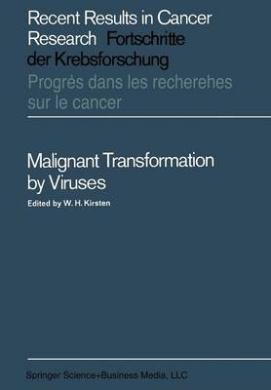 Recent Results in Cancer
Research Fortschritte
der Krebsforschung
Progrès dans les recherehes
sur le cancer
Malignant Transformation
by Viruses
Edited by W. H. Kirsten
Springer Science+Business Media, LLC